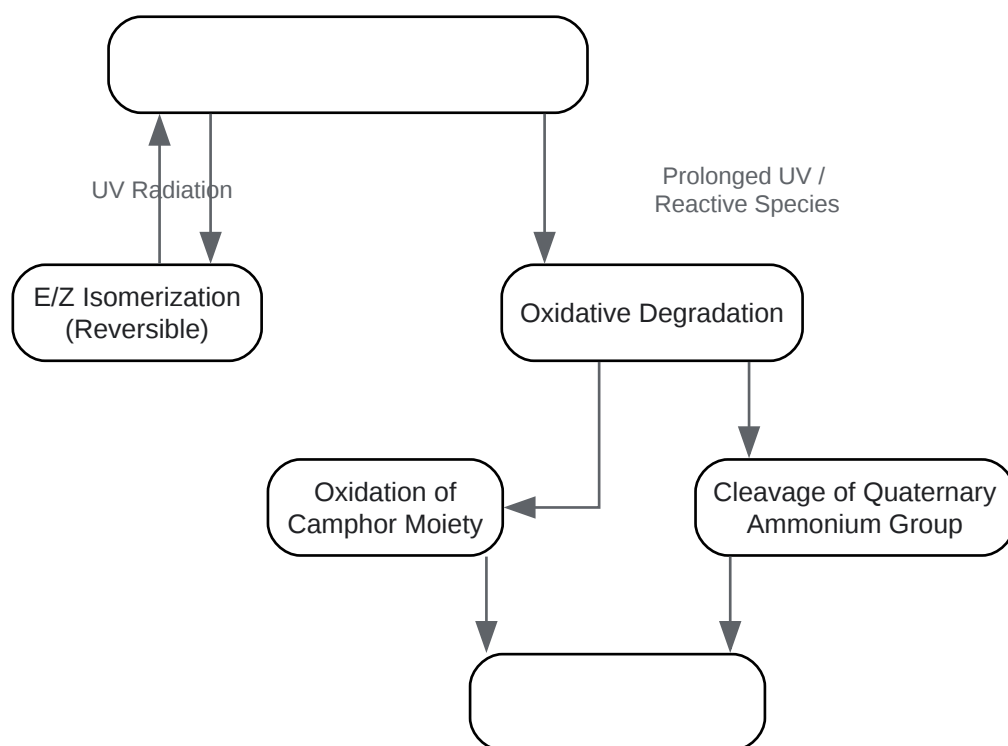 UV Radiation
Prolonged UV /
Reactive Species
E/Z Isomerization
(Reversible)
Oxidative Degradation
Oxidation of
Camphor Moiety
Cleavage of Quaternary
Ammonium Group